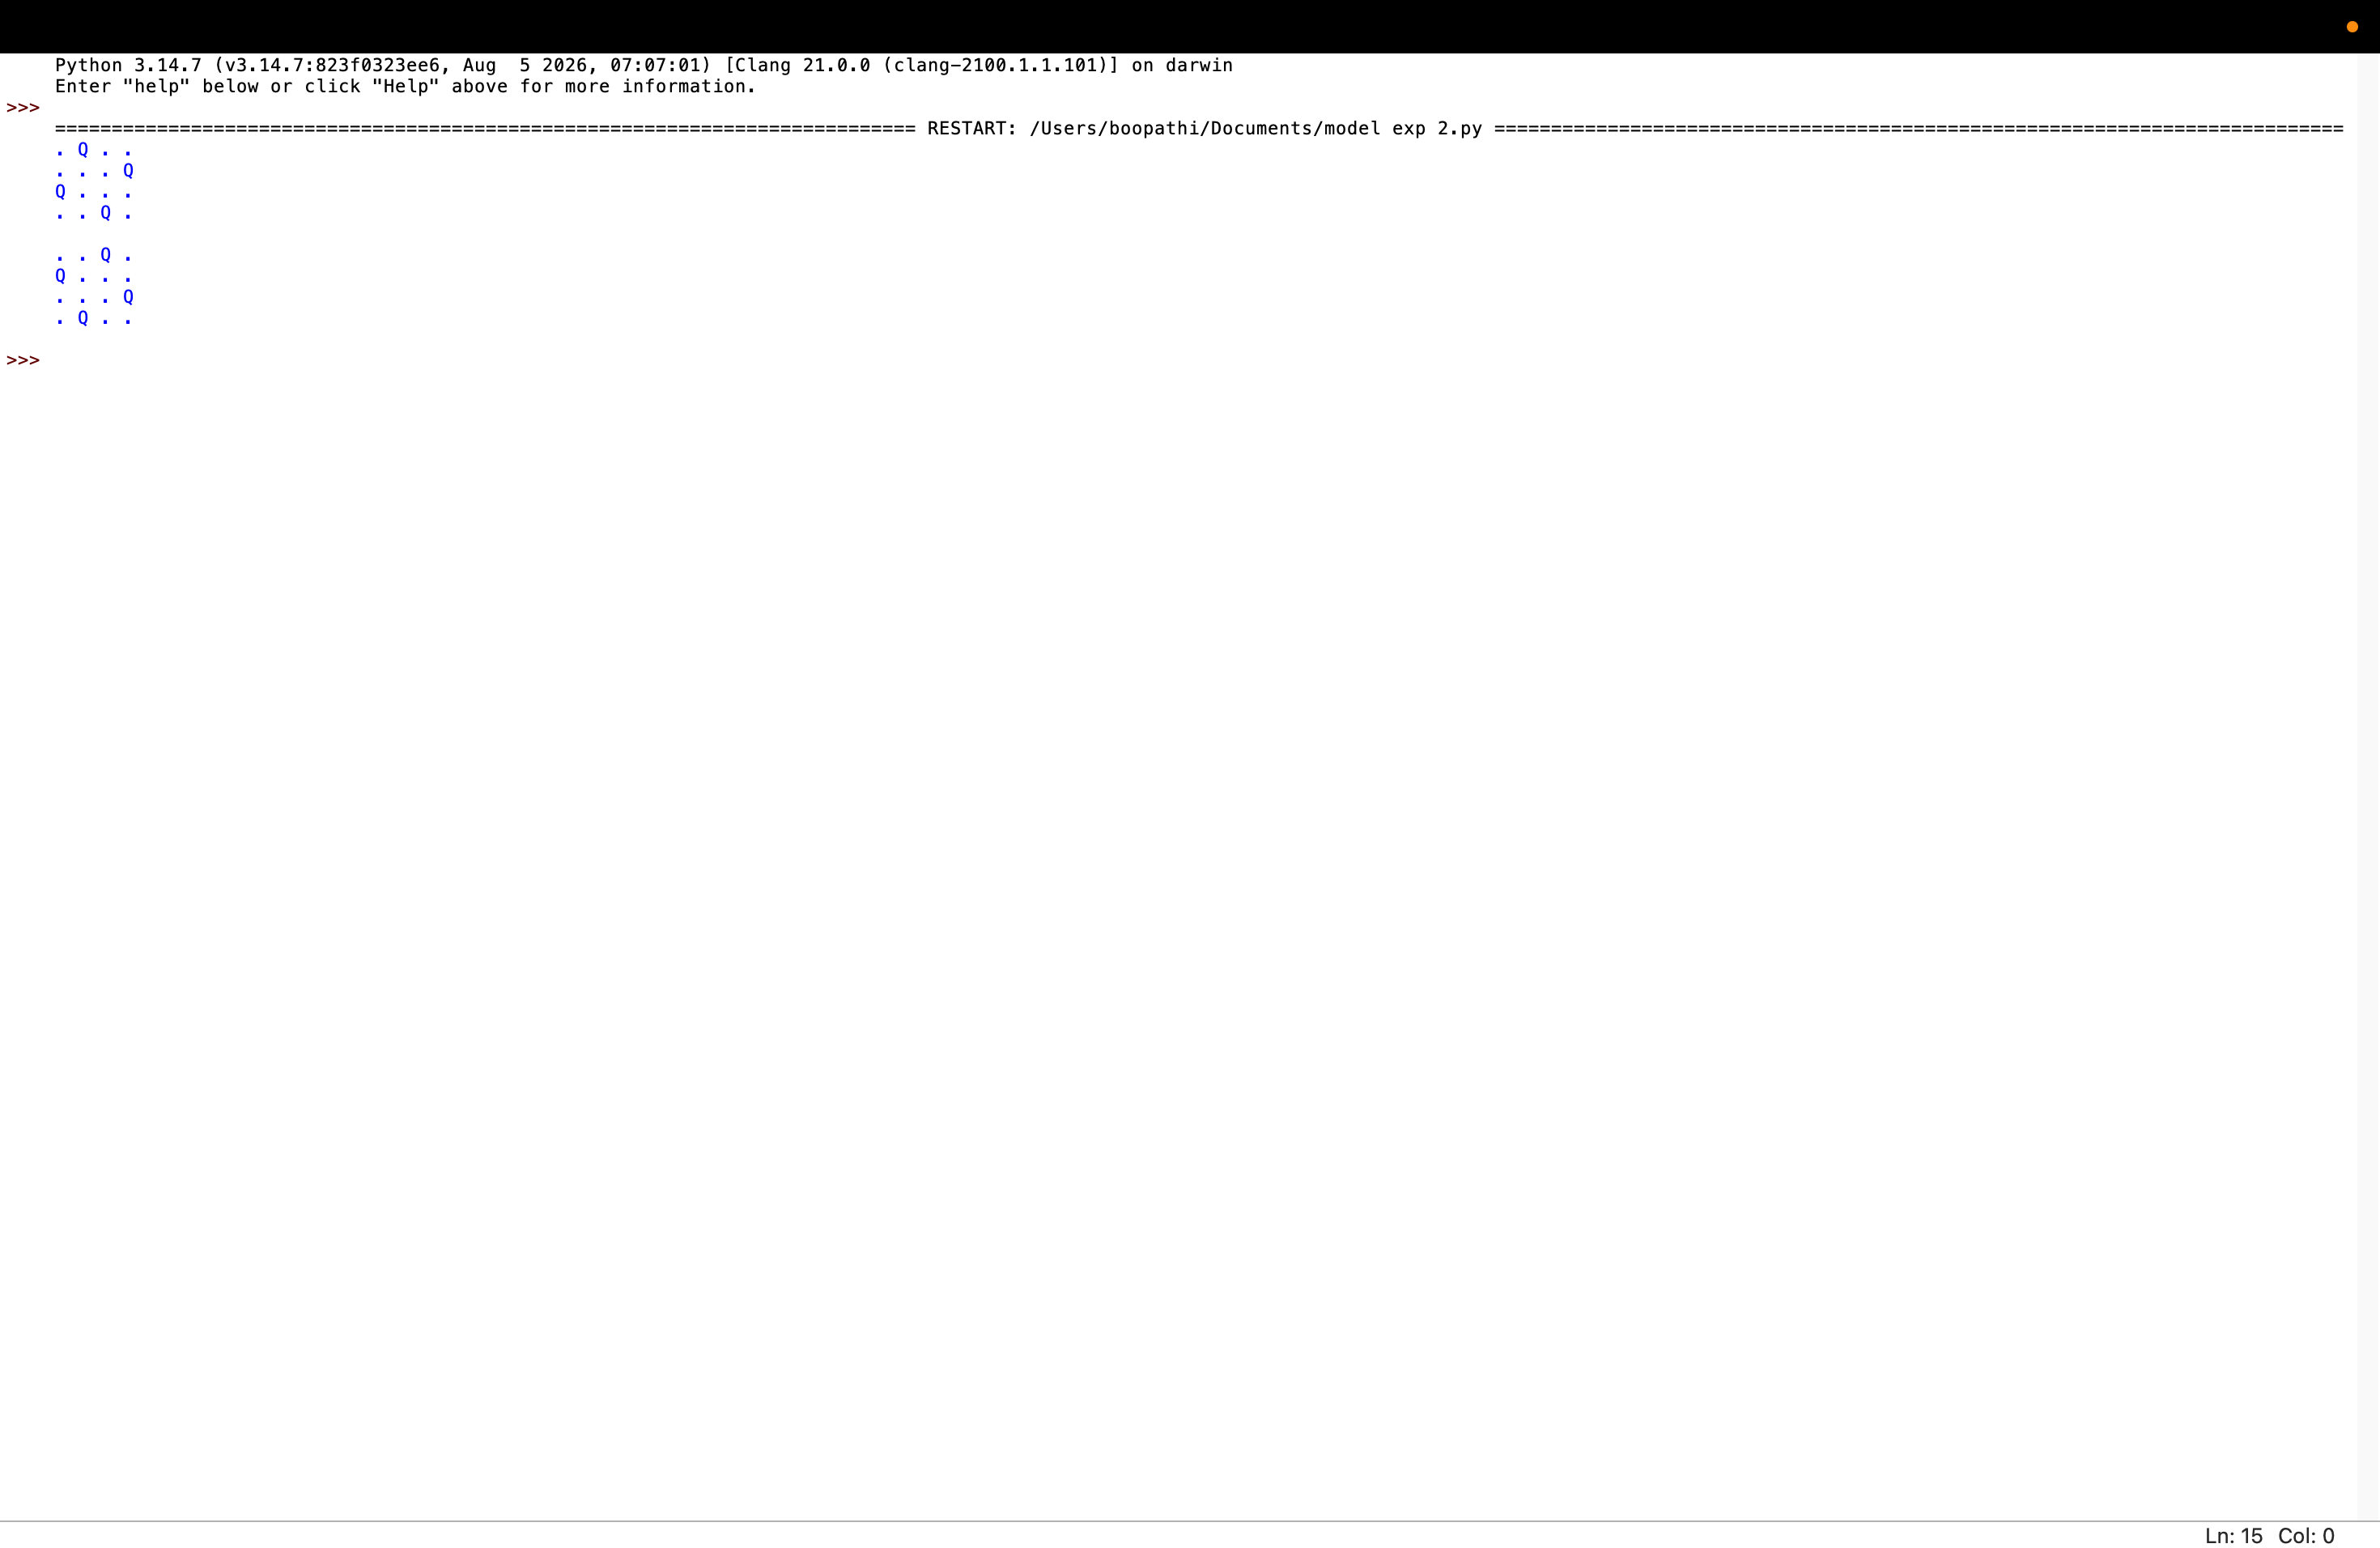 Python 3.14.7 (v3.14.7:823f0323ee6, Aug  5 2026, 07:07:01) [Clang 21.0.0 (clang-2100.1.1.101)] on darwin
Enter "help" below or click "Help" above for more information.
>>>
============================================================================ RESTART: /Users/boopathi/Documents/model exp 2.py ===========================================================================
. Q . .
. . . Q
Q . . .
. . Q .

. . Q .
Q . . .
. . . Q
. Q . .

>>>
Ln: 15  Col: 0